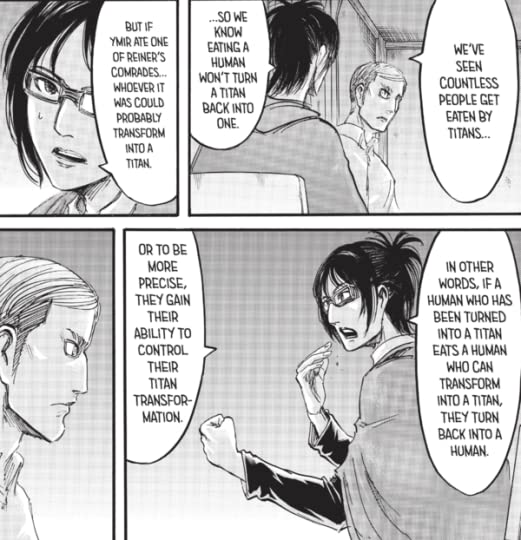 WE'VE
SEEN
COUNTLESS
PEOPLE GET
EATEN BY
TITANS...
...SO WE
KNOW
EATING A
HUMAN
WON'T TURN
A TITAN
BACK INTO
ONE.
BUT IF
YMIR ATE ONE
OF REINER'S
COMRADES...
WHOEVER IT
WAS COULD
PROBABLY
TRANSFORM
INTO A
TITAN.
IN OTHER
WORDS, IF A
HUMAN WHO HAS
BEEN TURNED
INTO A TITAN
EATS A HUMAN
WHO CAN
TRANSFORM
INTO A TITAN,
THEY TURN
BACK INTO A
HUMAN.
OR TO BE
MORE
PRECISE,
THEY GAIN
THEIR
ABILITY TO
CONTROL
THEIR
TITAN
TRANSFOR-
MATION.